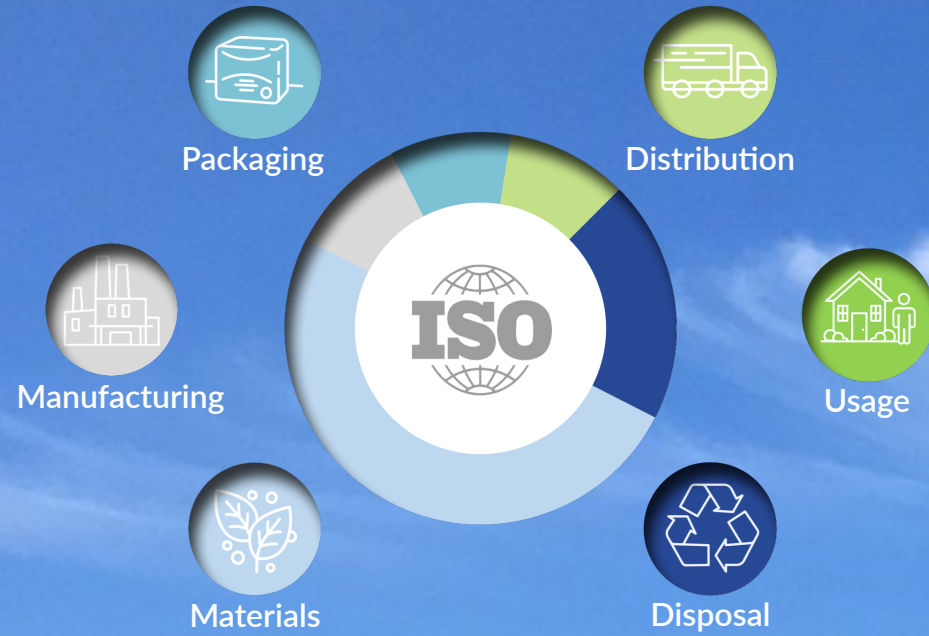 Packaging
Distribution
ISO
Manufacturing
Usage
Materials
Disposal